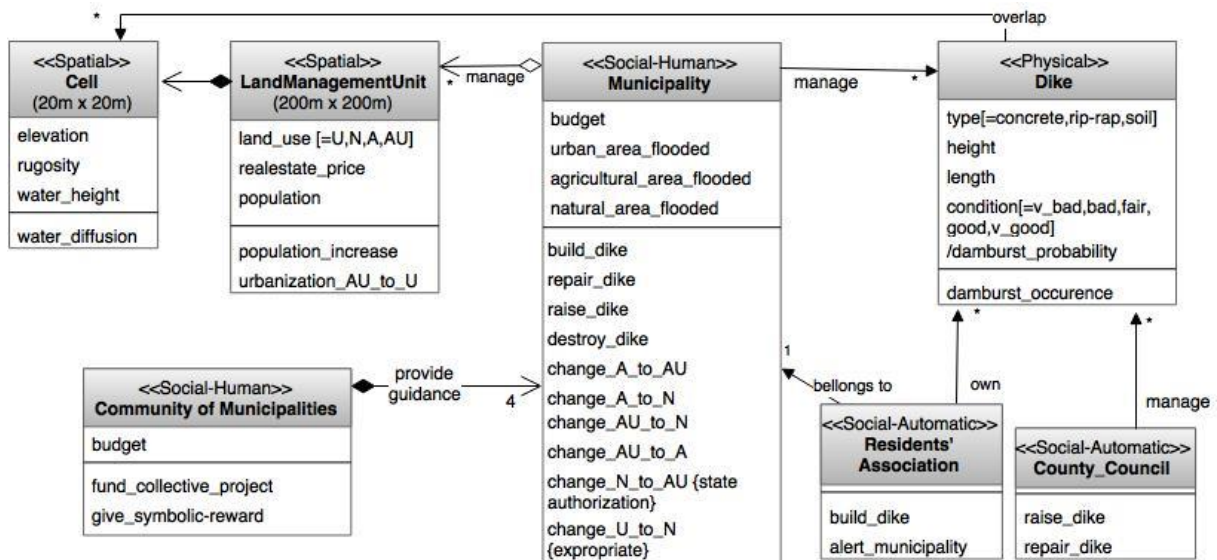 *
overlap
<<Spatial>>
Cell
(20m x 20m)
elevation
rugosity
water_height
water_diffusion
<<Spatial>>
LandManagementUnit
(200m x 200m)
land_use [=U,N,A,AU]
realestate_price
population
population_increase
urbanization_AU_to_U
manage
*
<<Social-Human>>
Municipality
budget
urban_area_flooded
agricultural_area_flooded
natural_area_flooded
build_dike
repair_dike
raise_dike
destroy_dike
change_A_to_AU
change_A_to_N
change_AU_to_N
change_AU_to_A
change_N_to_AU {state
authorization}
change_U_to_N
{expropriate}
manage
*
<<Physical>>
Dike
type[=concrete,rip-rap,soil]
height
length
condition[=v_bad,bad,fair,
good,v_good]
/damburst_probability
damburst_occurence
*
*
<<Social-Human>>
Community of Municipalities
budget
fund_collective_project
give_symbolic-reward
provide
guidance
4
1
belongs to
own
manage
<<Social-Automatic>>
Residents'
Association
build_dike
alert_municipality
<<Social-Automatic>>
County_Council
raise_dike
repair_dike